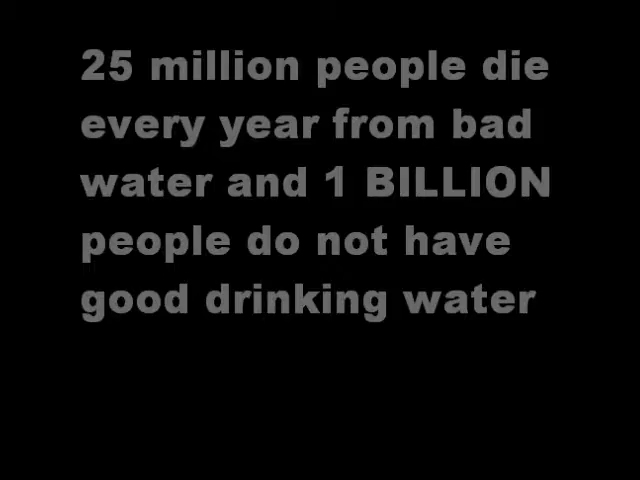 25 million people die
every year from bad
water and 1 BILLION
people do not have
good drinking water